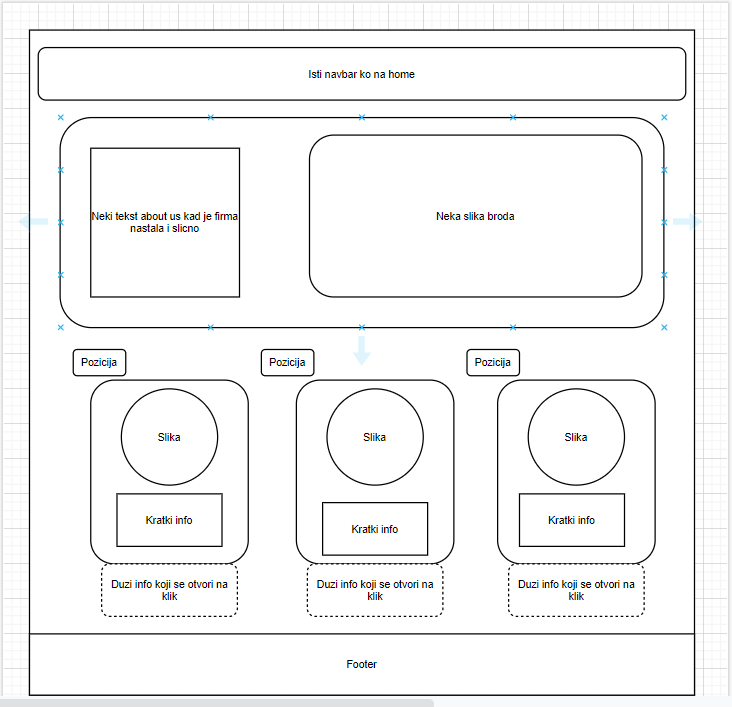 Isti navbar ko na home
Neki tekst about us kad je firma
nastala i slicno
Neka slika broda
Pozicija
Pozicija
Pozicija
Slika
Slika
Slika
Kratki info
Kratki info
Kratki info
Duzi info koji se otvori na
klik
Duzi info koji se otvori na
klik
Duzi info koji se otvori na
klik
Footer